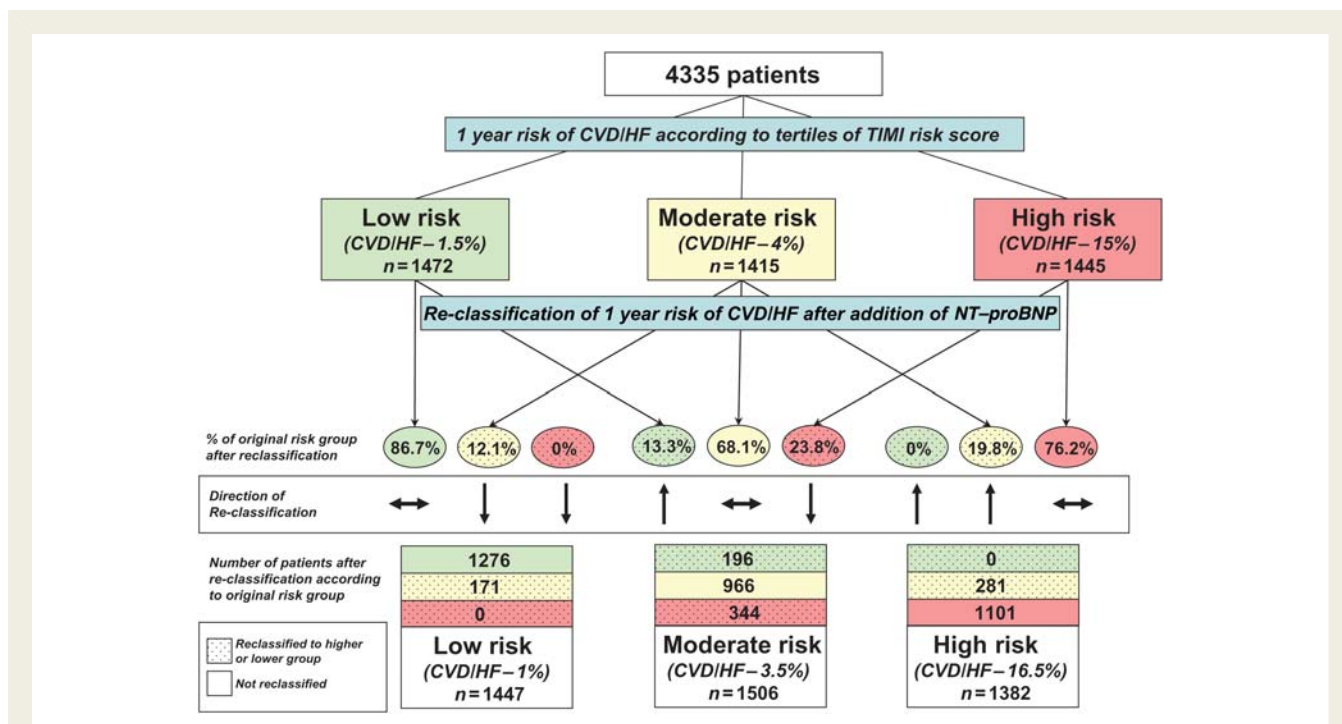 4335 patients
1 year risk of CVD/HF according to tertiles of TIMI risk score
Low risk
(CVD/HF–1.5%)
n=1472
Moderate risk
(CVD/HF–4%)
n=1415
High risk
(CVD/HF–15%)
n=1445
Re-classification of 1 year risk of CVD/HF after addition of NT–proBNP
% of original risk group
after reclassification
86.7%
12.1%
0%
13.3%
68.1%
23.8%
0%
19.8%
76.2%
Direction of
Re-classification
Number of patients after
re-classification according
to original risk group
1276
171
0
196
966
344
0
281
1101
Reclassified to higher
or lower group
Not reclassified
Low risk
(CVD/HF–1%)
n=1447
Moderate risk
(CVD/HF–3.5%)
n=1506
High risk
(CVD/HF–16.5%)
n=1382